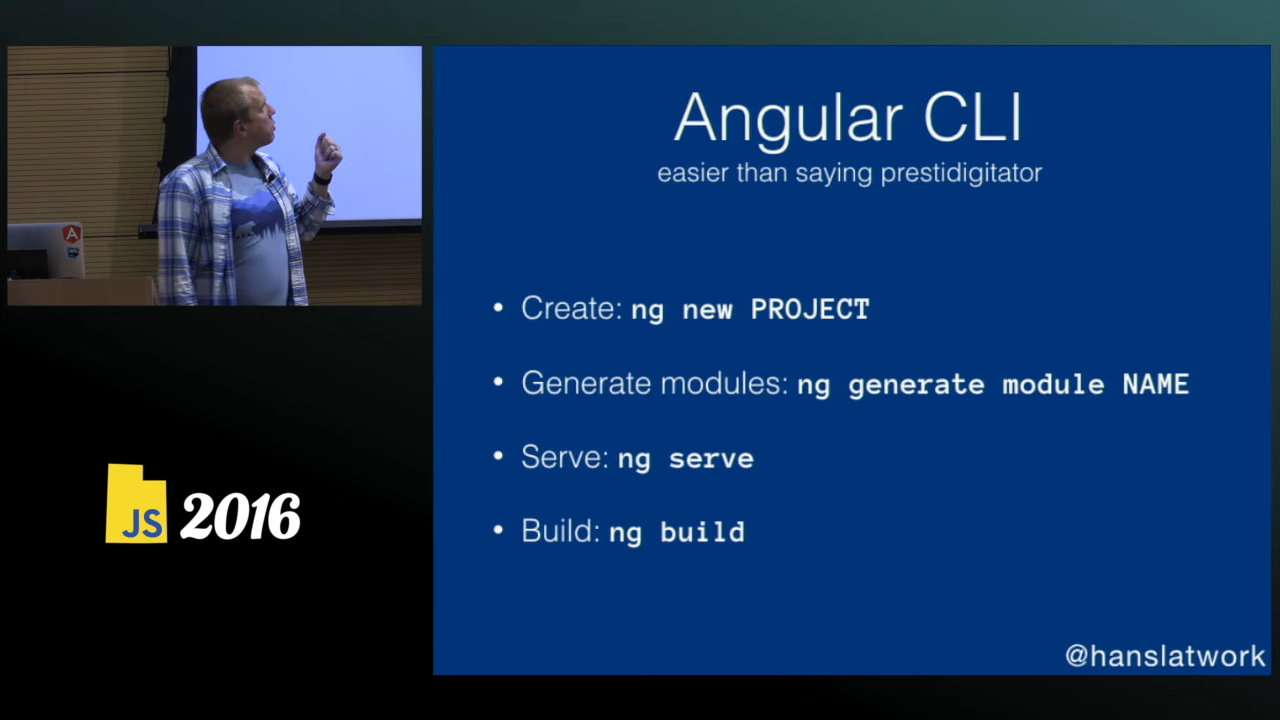 Angular CLI
easier than saying prestidigitator
• Create: ng new PROJECT
• Generate modules: ng generate module NAME
• Serve: ng serve
• Build: ng build
@hanslatwork
JS 2016
A